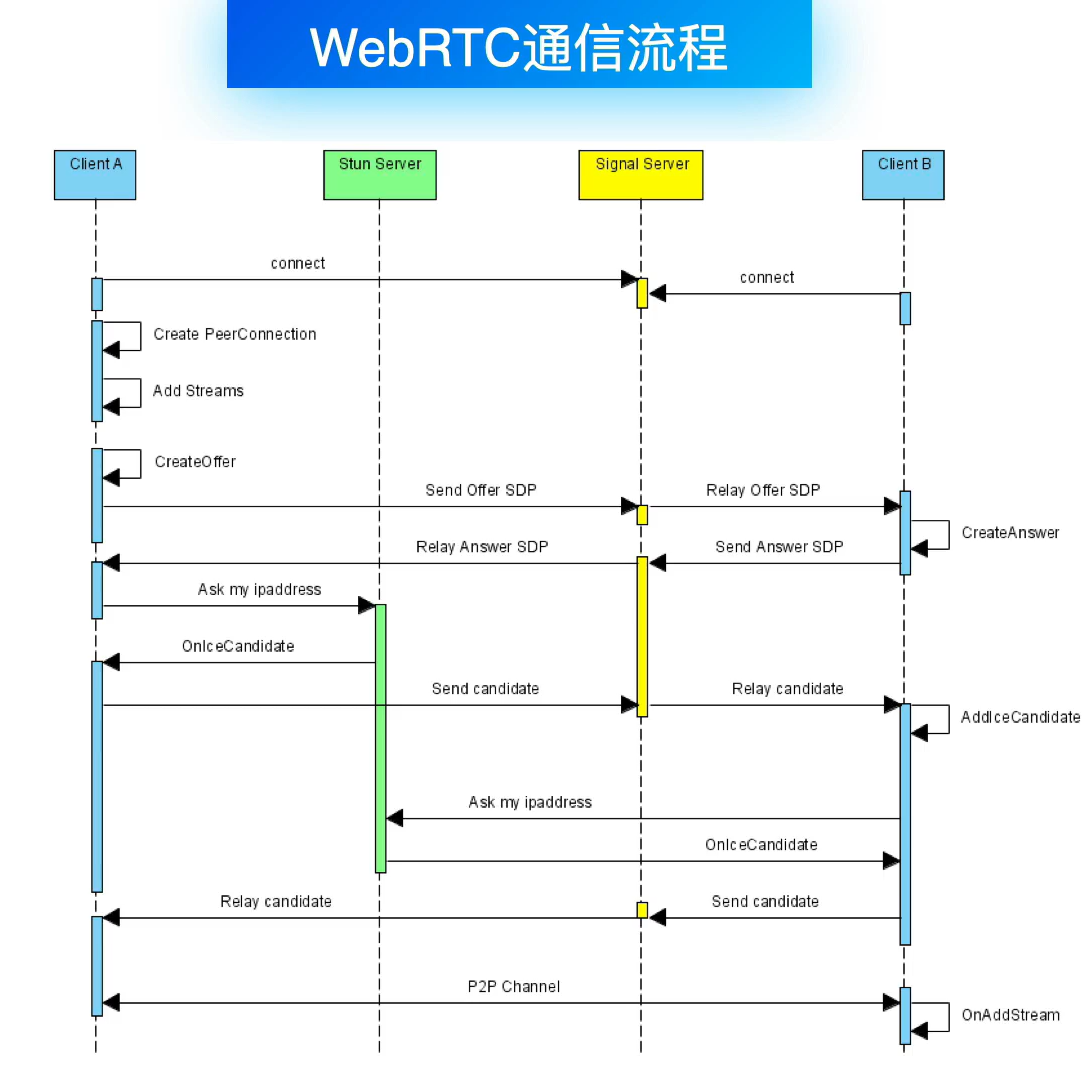 WebRTC通信流程
Client A
Stun Server
Signal Server
Client B
connect
connect
Create PeerConnection
Add Streams
CreateOffer
Send Offer SDP
Relay Offer SDP
CreateAnswer
Relay Answer SDP
Send Answer SDP
Ask my ipaddress
OnIceCandidate
Send candidate
Relay candidate
AddIceCandidate
Ask my ipaddress
OnIceCandidate
Relay candidate
Send candidate
P2P Channel
OnAddStream